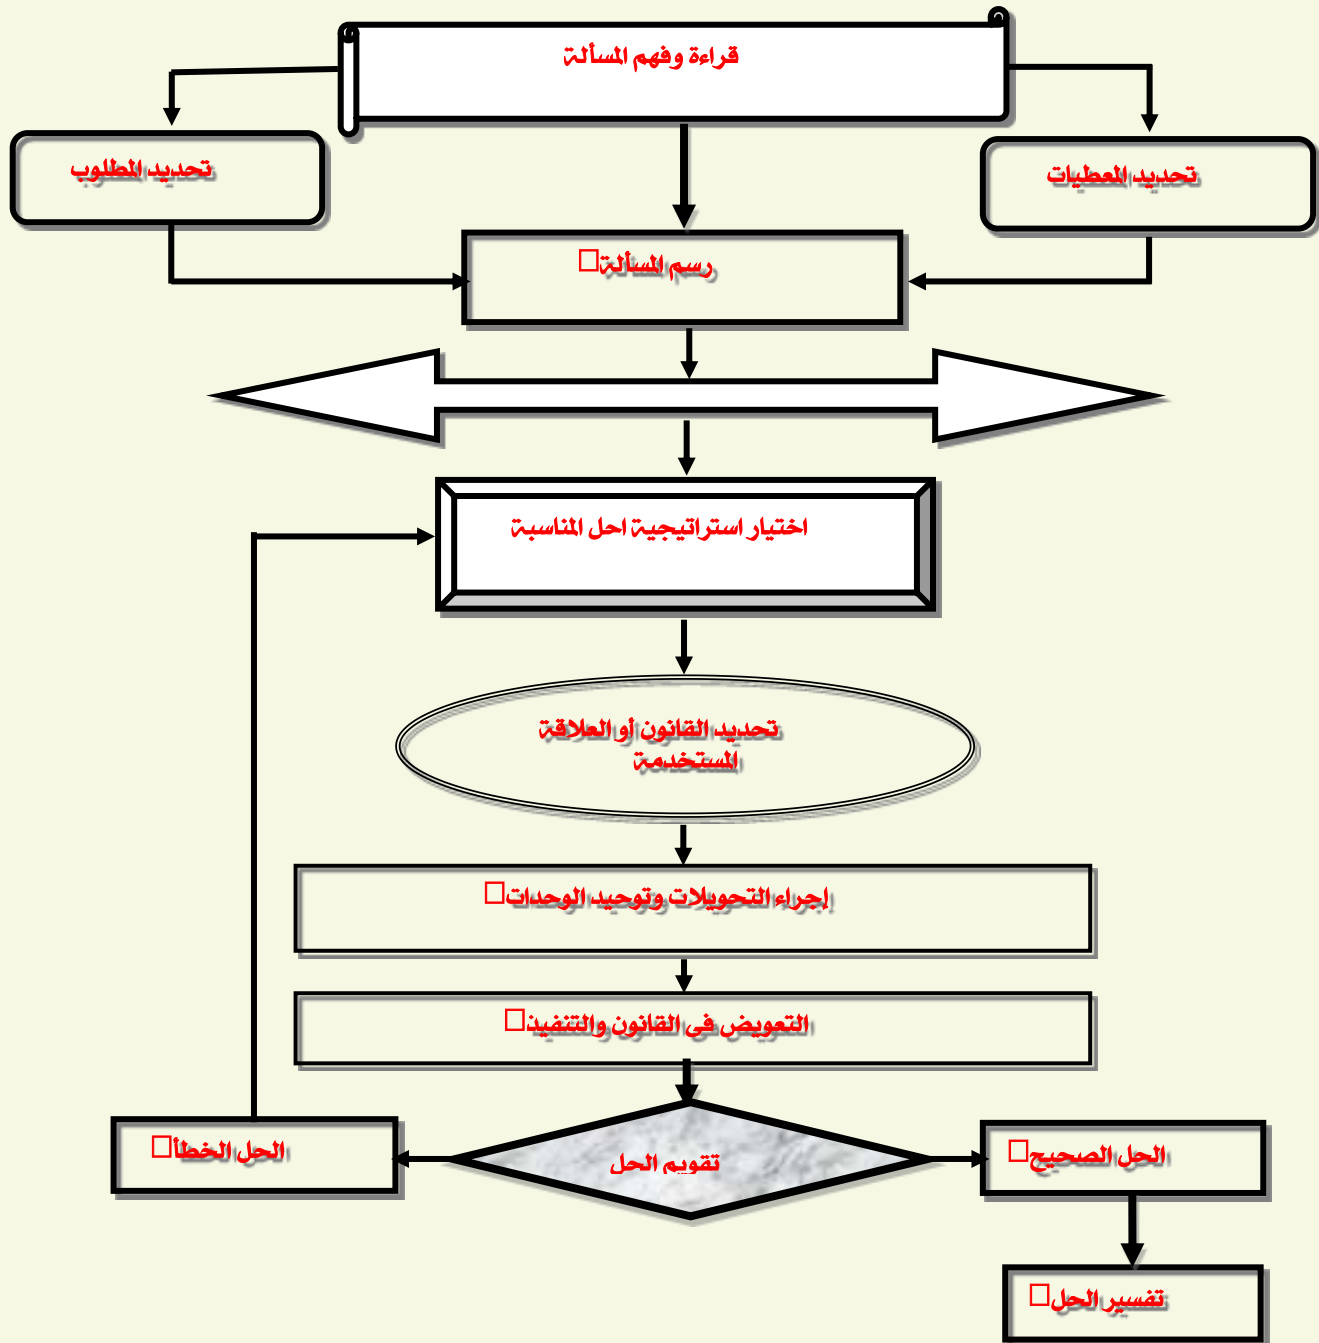 قراءة وفهم المسألة
تحديد المعطيات
تحديد المطلوب
رسم المسألة
اختيار استراتيجية احل المناسبة
تحديد القانون أو العلاقة
المستخدمة
إجراء التحويلات وتوحيد الوحدات
التعويض فى القانون والتنفيذ
تقويم الحل
الحل الصحيح
الحل الخطأ
تفسير الحل